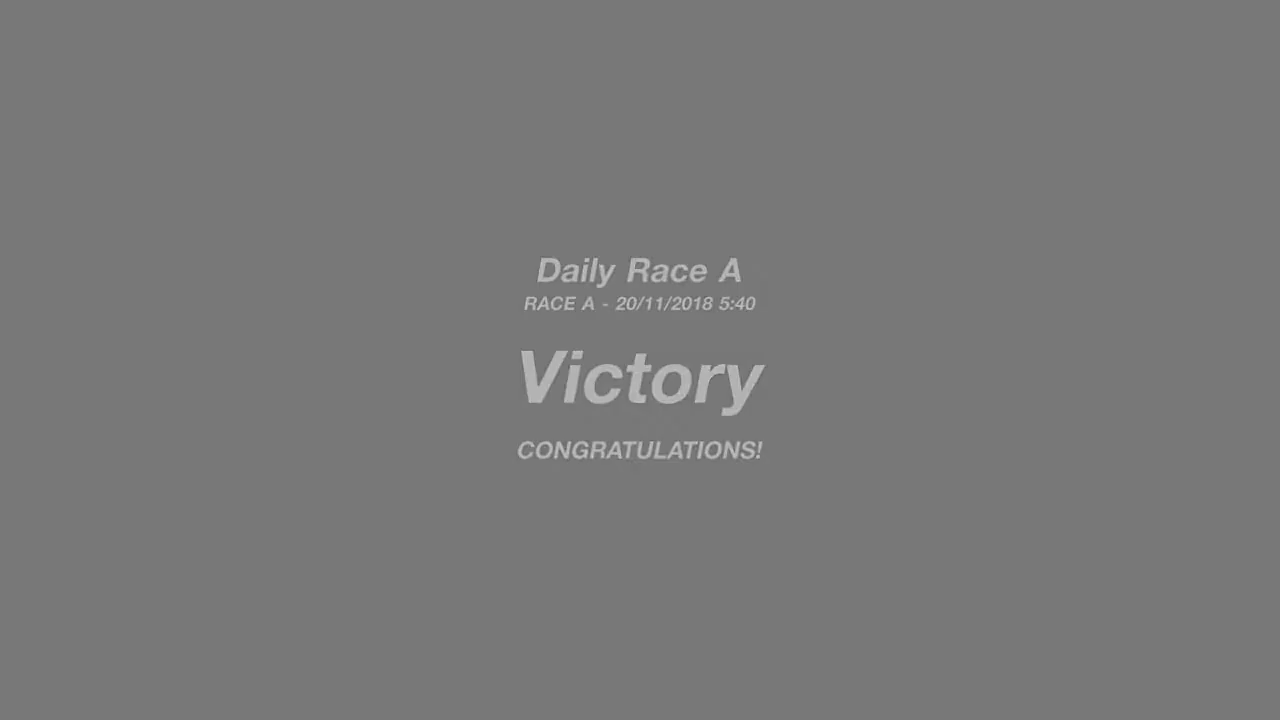 Daily Race A
RACE A - 20/11/2018 5:40
Victory
CONGRATULATIONS!